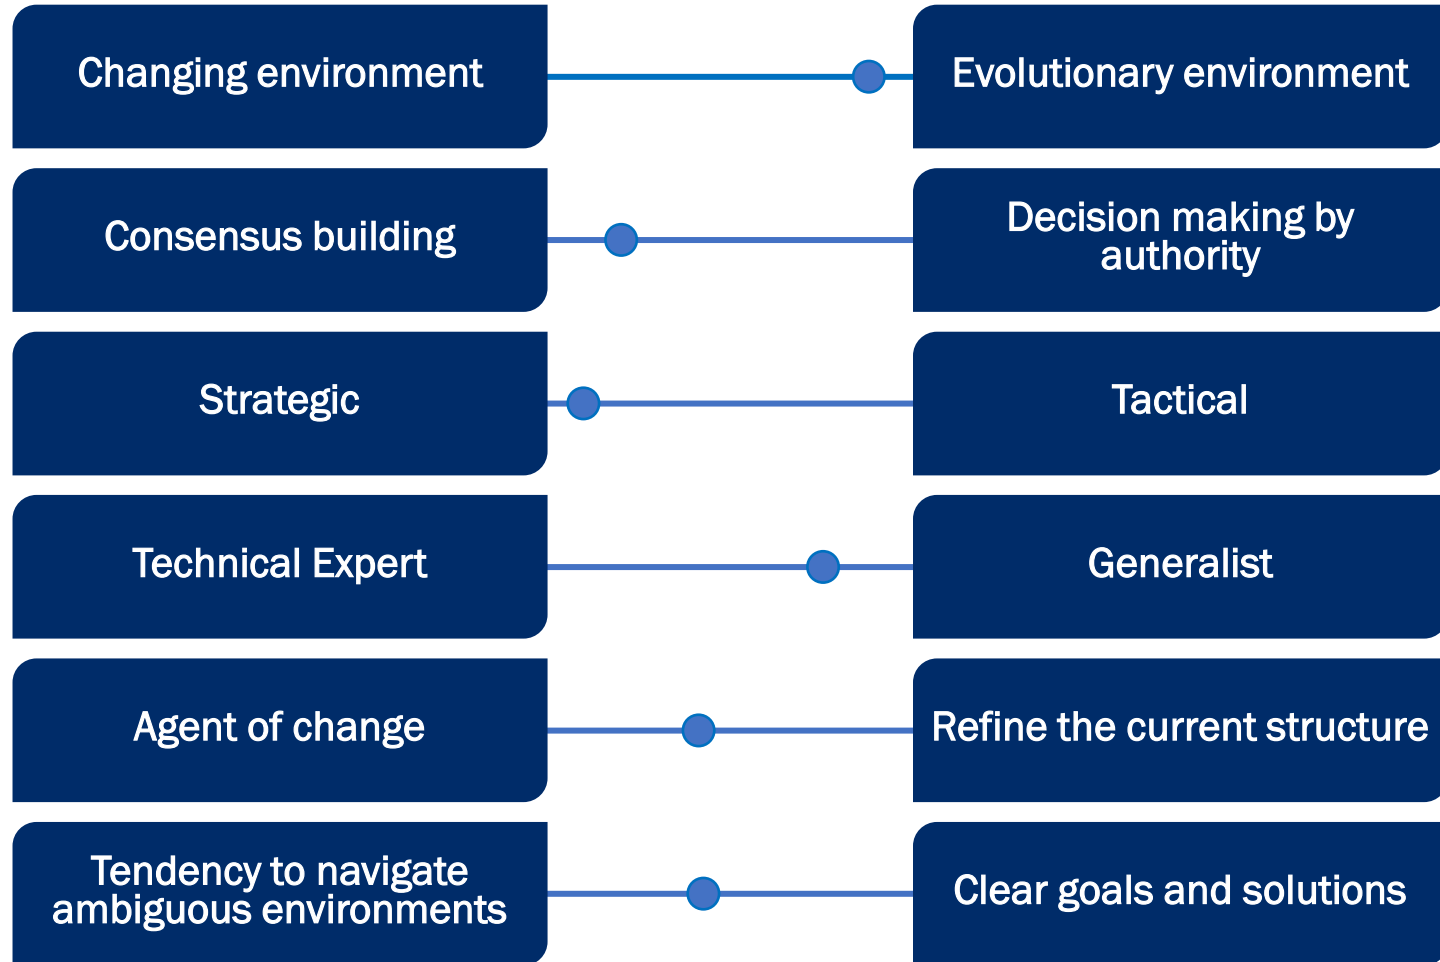 Changing environment
Evolutionary environment
Consensus building
Decision making by
authority
Strategic
Tactical
Technical Expert
Generalist
Agent of change
Refine the current structure
Tendency to navigate
ambiguous environments
Clear goals and solutions